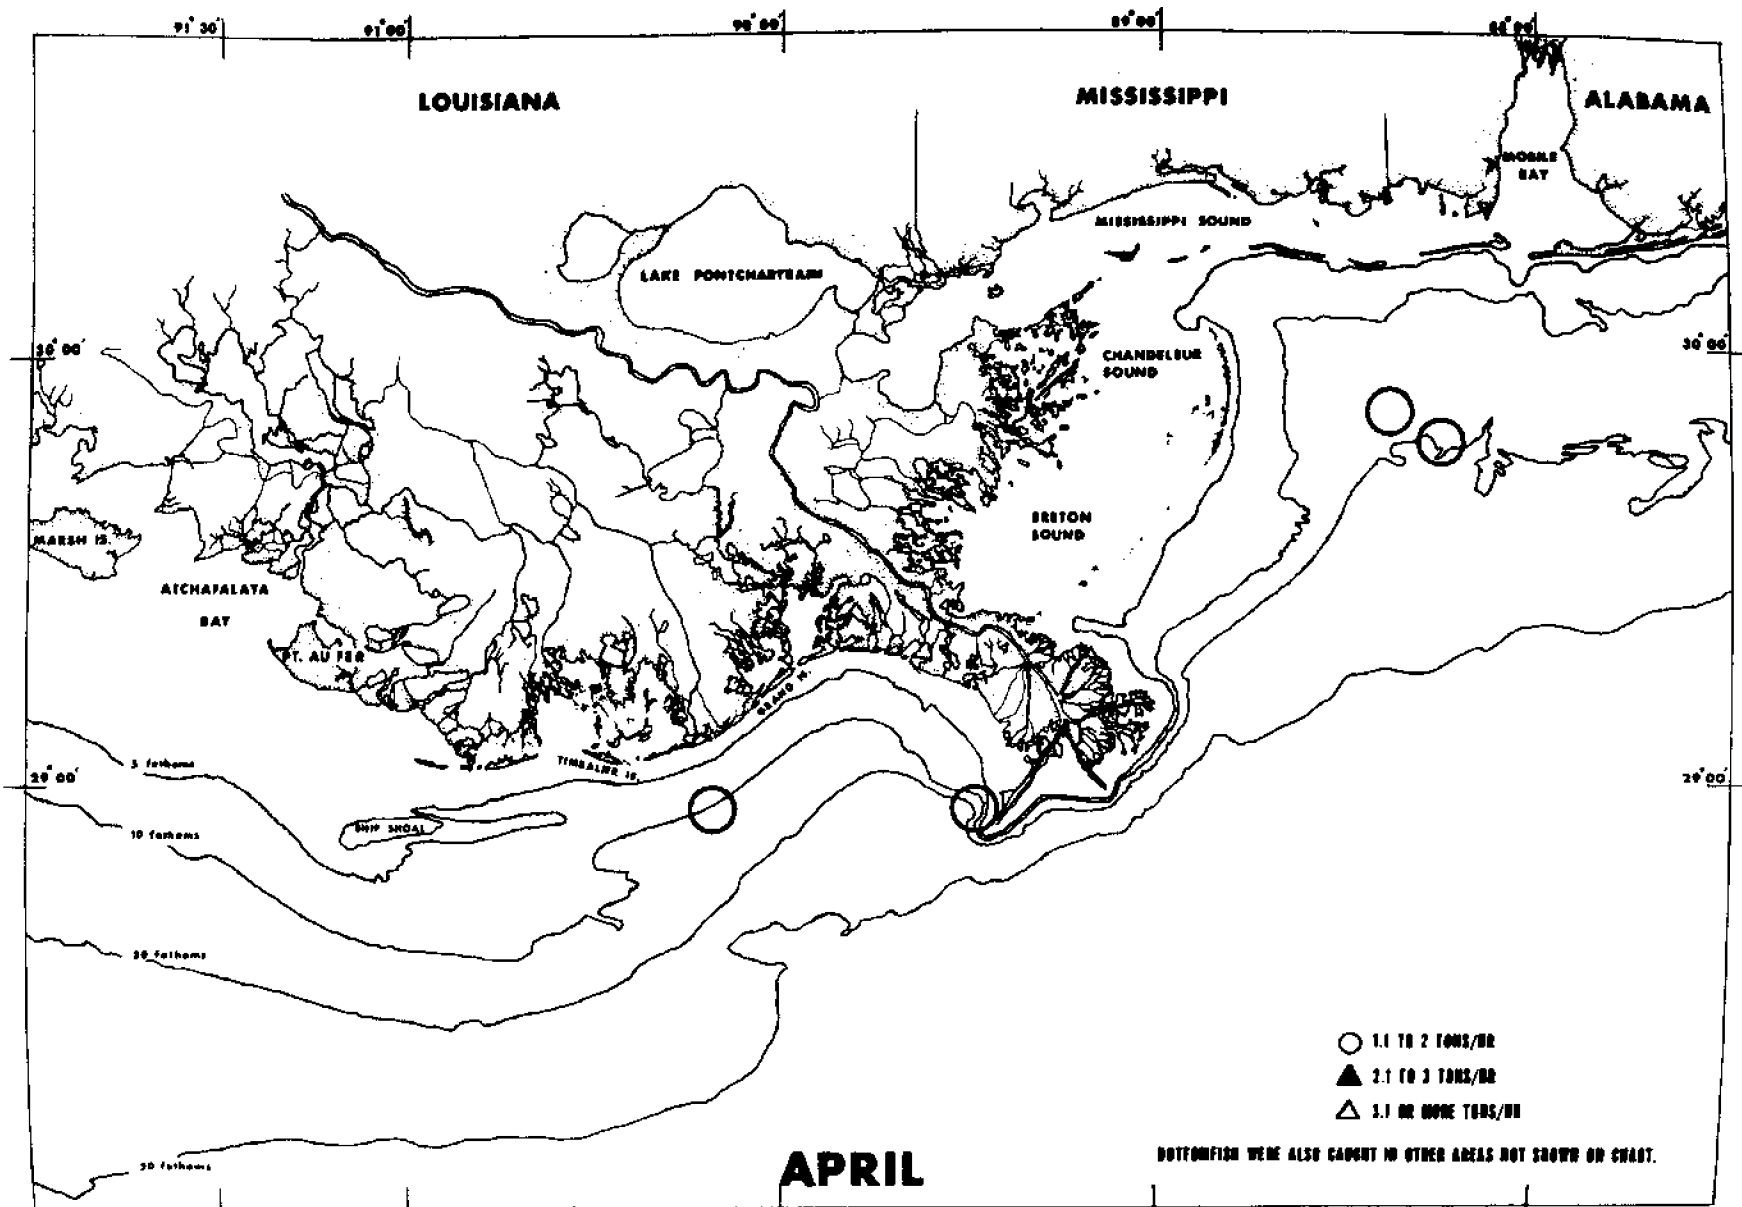 91° 30'
91° 00'
90° 00'
89° 00'
88° 00'
LOUISIANA
MISSISSIPPI
ALABAMA
MOBILE
BAY
MISSISSIPPI SOUND
LAKE PONTCHARTRAIN
30° 00'
30° 00'
CHANDELEUR
SOUND
BRETON
SOUND
MARSH IS.
ATCHAFALAYA
BAY
PT. AU FER
GRAND IS.
TIMBALIER IS.
5 fathoms
29° 00'
29° 00'
SHIP SHOAL
10 fathoms
20 fathoms
50 fathoms
1.1 TO 2 TONS/HR
2.1 TO 3 TONS/HR
3.1 OR MORE TONS/HR
APRIL
BOTTOMFISH WERE ALSO CAUGHT IN OTHER AREAS NOT SHOWN ON CHART.